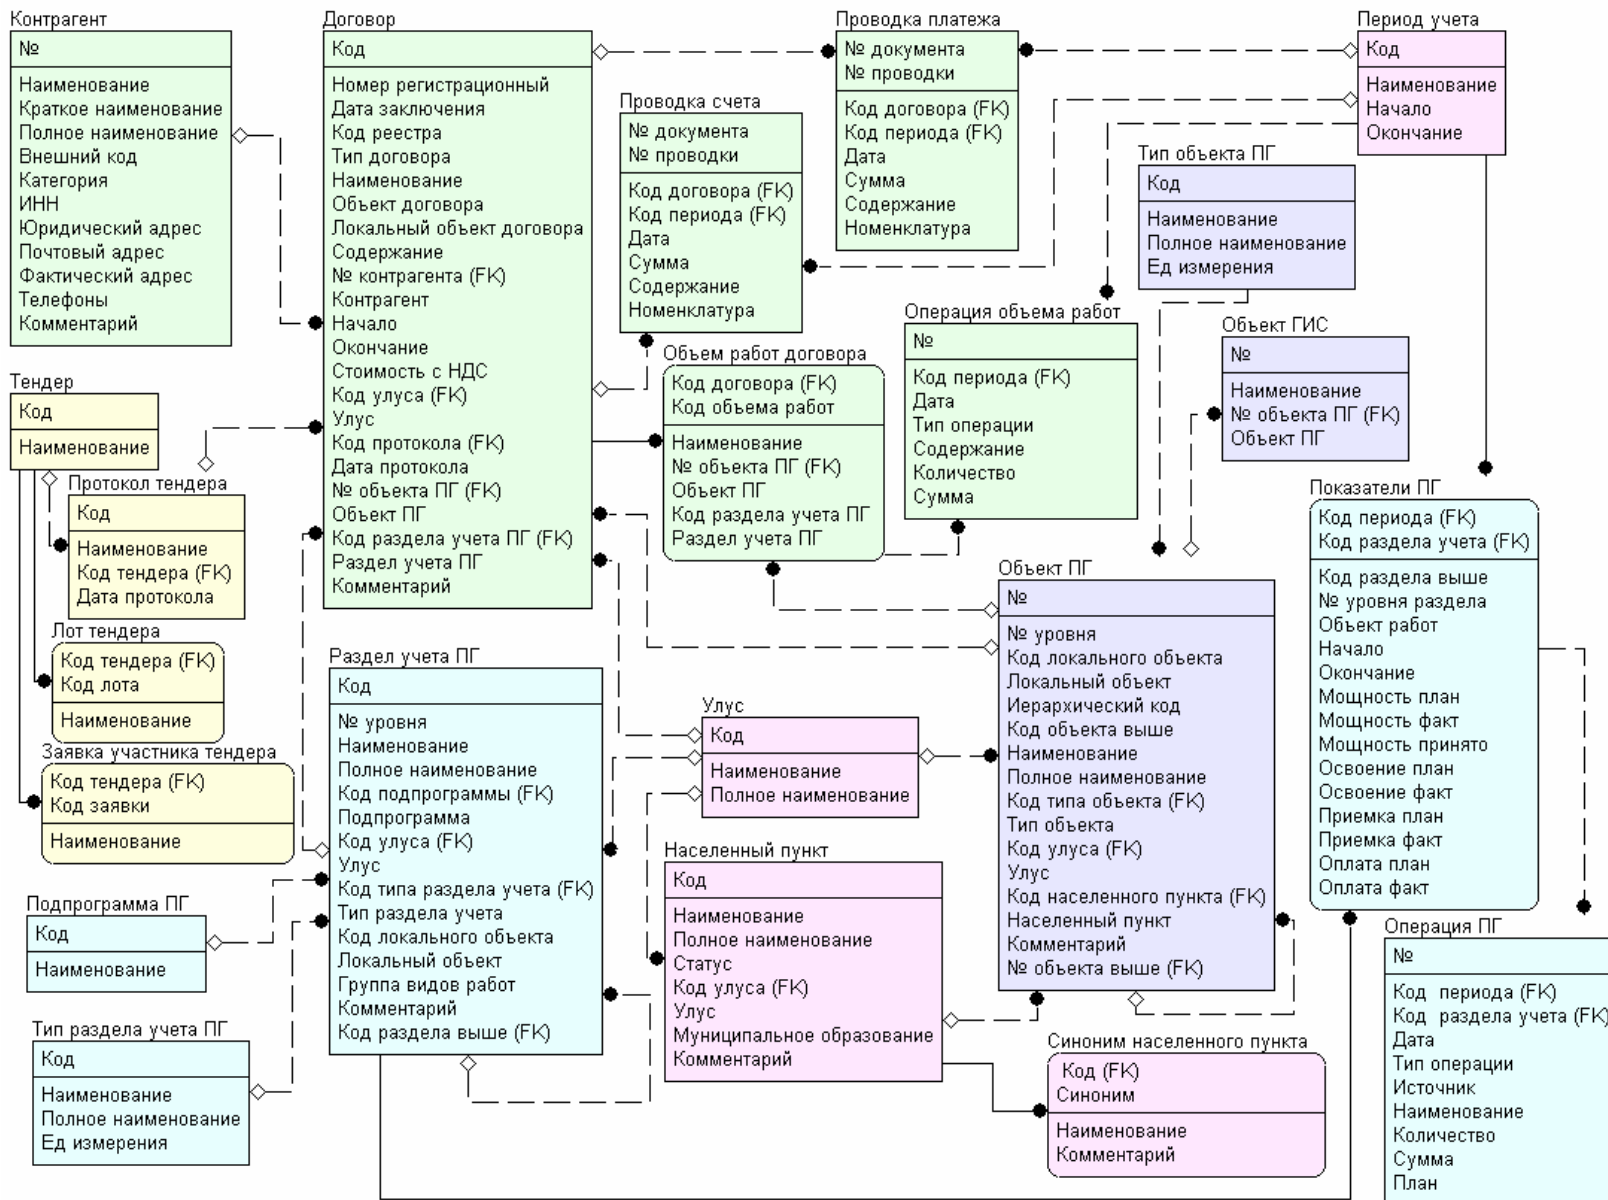 Контрагент
№
Наименование
Краткое наименование
Полное наименование
Внешний код
Категория
ИНН
Юридический адрес
Почтовый адрес
Фактический адрес
Телефоны
Комментарий
Договор
Код
Номер регистрационный
Дата заключения
Код реестра
Тип договора
Наименование
Объект договора
Локальный объект договора
Содержание
№ контрагента (FK)
Контрагент
Начало
Окончание
Стоимость с НДС
Код улуса (FK)
Улус
Код протокола (FK)
Дата протокола
№ объекта ПГ (FK)
Объект ПГ
Код раздела учета ПГ (FK)
Раздел учета ПГ
Комментарий
Проводка платежа
№ документа
№ проводки
Код договора (FK)
Код периода (FK)
Дата
Сумма
Содержание
Номенклатура
Период учета
Код
Наименование
Начало
Окончание
Проводка счета
№ документа
№ проводки
Код договора (FK)
Код периода (FK)
Дата
Сумма
Содержание
Номенклатура
Тип объекта ПГ
Код
Наименование
Полное наименование
Ед измерения
Операция объема работ
№
Код периода (FK)
Дата
Тип операции
Содержание
Количество
Сумма
Объект ГИС
№
Наименование
№ объекта ПГ (FK)
Объект ПГ
Объем работ договора
Код договора (FK)
Код объема работ
Наименование
№ объекта ПГ (FK)
Объект ПГ
Код раздела учета ПГ
Раздел учета ПГ
Тендер
Код
Наименование
Протокол тендера
Код
Наименование
Код тендера (FK)
Дата протокола
Лот тендера
Код тендера (FK)
Код лота
Наименование
Заявка участника тендера
Код тендера (FK)
Код заявки
Наименование
Показатели ПГ
Код периода (FK)
Код раздела учета (FK)
Код раздела выше
№ уровня раздела
Объект работ
Начало
Окончание
Мощность план
Мощность факт
Мощность принято
Освоение план
Освоение факт
Приемка план
Приемка факт
Оплата план
Оплата факт
Объект ПГ
№
№ уровня
Код локального объекта
Локальный объект
Иерархический код
Код объекта выше
Наименование
Полное наименование
Код типа объекта (FK)
Тип объекта
Код улуса (FK)
Улус
Код населенного пункта (FK)
Населенный пункт
Комментарий
№ объекта выше (FK)
Раздел учета ПГ
Код
№ уровня
Наименование
Полное наименование
Код подпрограммы (FK)
Подпрограмма
Код улуса (FK)
Улус
Код типа раздела учета (FK)
Тип раздела учета
Код локального объекта
Локальный объект
Группа видов работ
Комментарий
Код раздела выше (FK)
Улус
Код
Наименование
Полное наименование
Населенный пункт
Код
Наименование
Полное наименование
Статус
Код улуса (FK)
Улус
Муниципальное образование
Комментарий
Подпрограмма ПГ
Код
Наименование
Тип раздела учета ПГ
Код
Наименование
Полное наименование
Ед измерения
Синоним населенного пункта
Код (FK)
Синоним
Наименование
Комментарий
Операция ПГ
№
Код периода (FK)
Код раздела учета (FK)
Дата
Тип операции
Источник
Наименование
Количество
Сумма
План